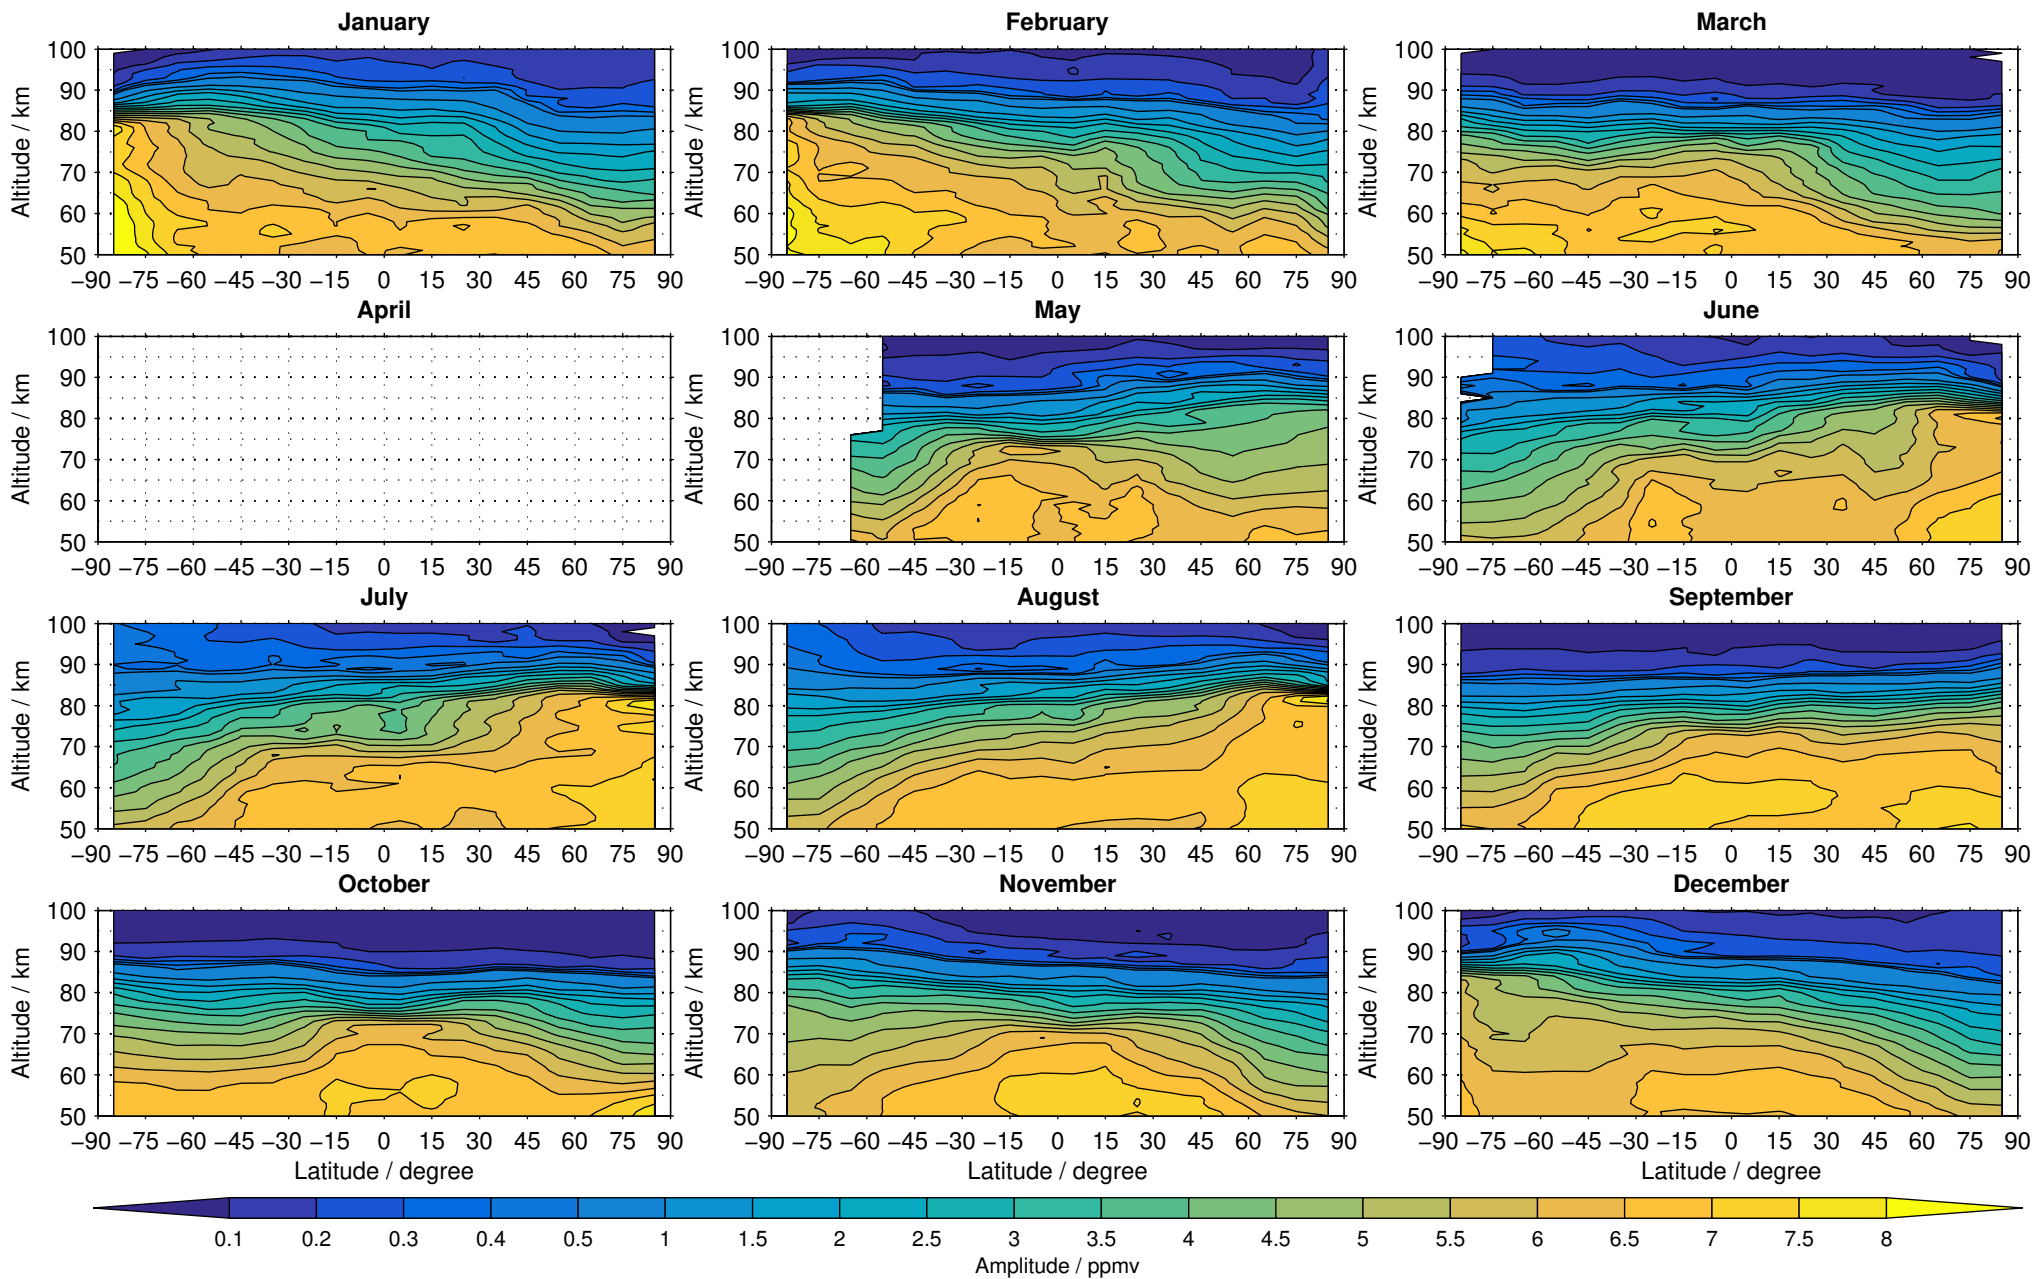 January February March
100 100 100
90 90 90
80 80 80
70 70 70
60 60 60
50 50 50
Altitude / km Altitude / km Altitude / km
−90 −75 −60 −45 −30 −15 0 15 30 45 60 75 90 −90 −75 −60 −45 −30 −15 0 15 30 45 60 75 90 −90 −75 −60 −45 −30 −15 0 15 30 45 60 75 90
April May June
100 100 100
90 90 90
80 80 80
70 70 70
60 60 60
50 50 50
Altitude / km Altitude / km Altitude / km
−90 −75 −60 −45 −30 −15 0 15 30 45 60 75 90 −90 −75 −60 −45 −30 −15 0 15 30 45 60 75 90 −90 −75 −60 −45 −30 −15 0 15 30 45 60 75 90
July August September
100 100 100
90 90 90
80 80 80
70 70 70
60 60 60
50 50 50
Altitude / km Altitude / km Altitude / km
−90 −75 −60 −45 −30 −15 0 15 30 45 60 75 90 −90 −75 −60 −45 −30 −15 0 15 30 45 60 75 90 −90 −75 −60 −45 −30 −15 0 15 30 45 60 75 90
October November December
100 100 100
90 90 90
80 80 80
70 70 70
60 60 60
50 50 50
Altitude / km Altitude / km Altitude / km
−90 −75 −60 −45 −30 −15 0 15 30 45 60 75 90 −90 −75 −60 −45 −30 −15 0 15 30 45 60 75 90 −90 −75 −60 −45 −30 −15 0 15 30 45 60 75 90
Latitude / degree Latitude / degree
0.1 0.2 0.3 0.4 0.5 1 1.5 2 2.5 3 3.5 4 4.5 5 5.5 6 6.5 7 7.5 8
Amplitude / ppmv